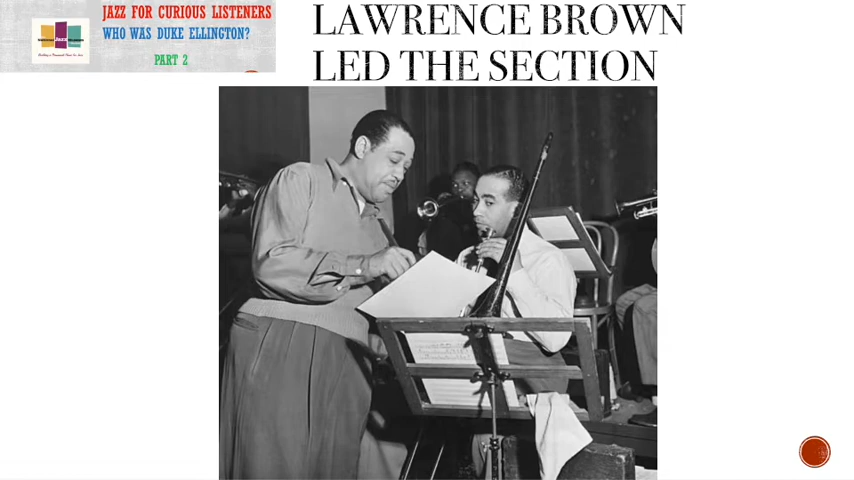 JAZZ FOR CURIOUS LISTENERS
WHO WAS DUKE ELLINGTON?
PART 2
LAWRENCE BROWN
LED THE SECTION